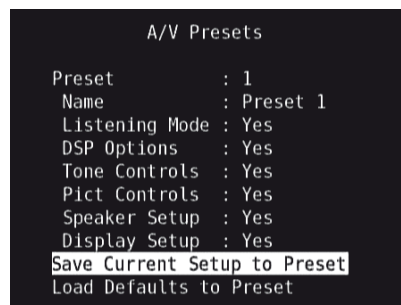 A/V Presets
Preset : 1
Name : Preset 1
Listening Mode : Yes
DSP Options : Yes
Tone Controls : Yes
Pict Controls : Yes
Speaker Setup : Yes
Display Setup : Yes
Save Current Setup to Preset
Load Defaults to Preset